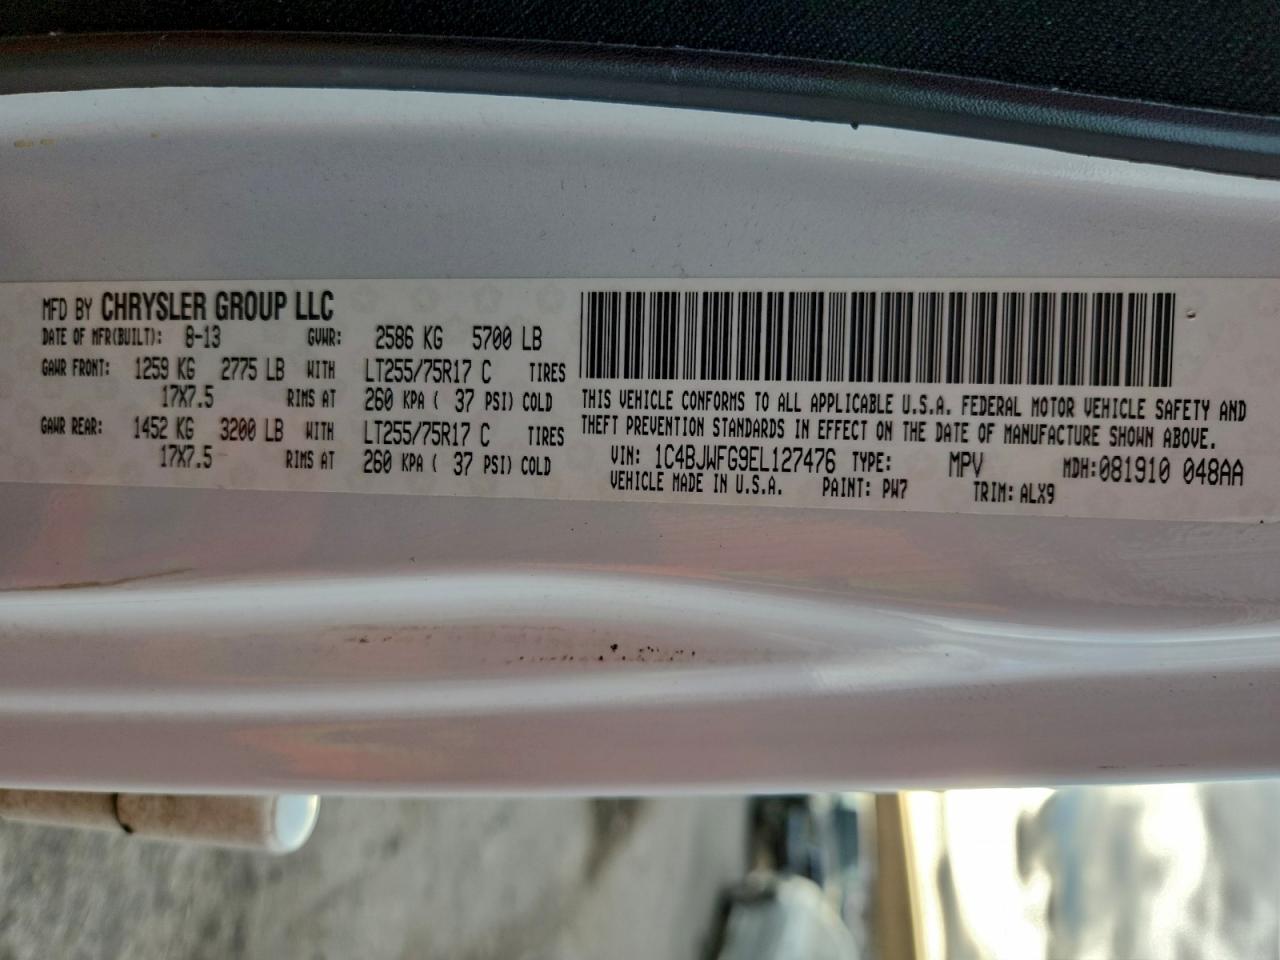 MFD BY CHRYSLER GROUP LLC
DATE OF MFR(BUILT): 8-13 GVWR: 2586 KG 5700 LB
GAWR FRONT: 1259 KG 2775 LB WITH LT255/75R17 C TIRES
17X7.5 RIMS AT 260 KPA ( 37 PSI) COLD
GAWR REAR: 1452 KG 3200 LB WITH LT255/75R17 C TIRES
17X7.5 RIMS AT 260 KPA ( 37 PSI) COLD
THIS VEHICLE CONFORMS TO ALL APPLICABLE U.S.A. FEDERAL MOTOR VEHICLE SAFETY AND
THEFT PREVENTION STANDARDS IN EFFECT ON THE DATE OF MANUFACTURE SHOWN ABOVE.
VIN: 1C4BJWFG9EL127476 TYPE: MPV MDH:081910 048AA
VEHICLE MADE IN U.S.A. PAINT: PW7 TRIM: ALX9